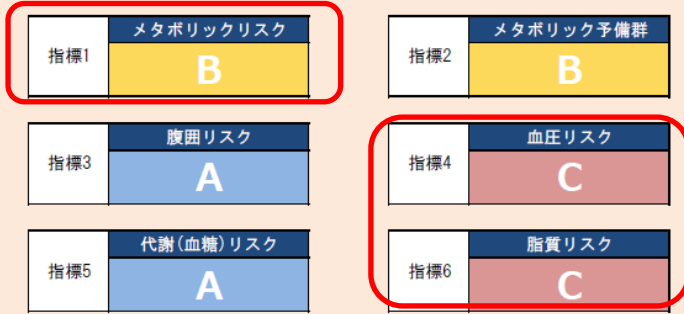 指標1
メタボリックリスク
B
指標2
メタボリック予備群
B
指標3
腹囲リスク
A
指標4
血圧リスク
C
指標5
代謝(血糖)リスク
A
指標6
脂質リスク
C